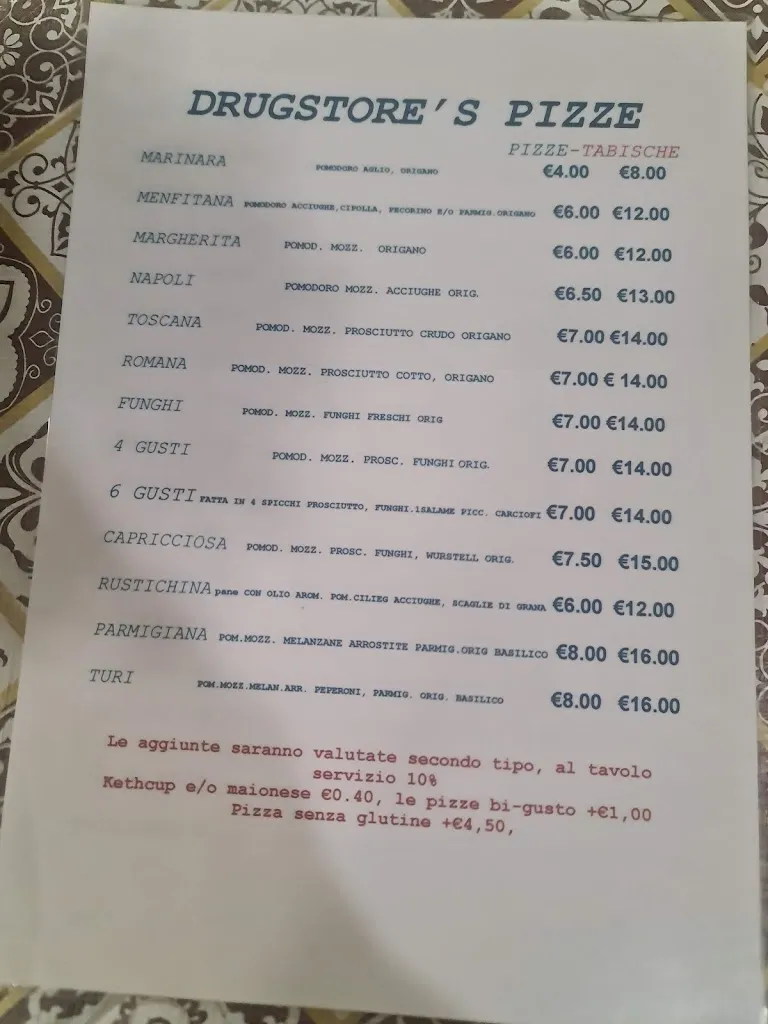 DRUGSTORE'S PIZZE
PIZZE-TABISCHE
MARINARA POMODORO AGLIO, ORIGANO €4.00 €8.00
MENFITANA POMODORO ACCIUGHE,CIPOLLA, PECORINO E/O PARMIG.ORIGANO €6.00 €12.00
MARGHERITA POMOD. MOZZ. ORIGANO €6.00 €12.00
NAPOLI POMODORO MOZZ. ACCIUGHE ORIG. €6.50 €13.00
TOSCANA POMOD. MOZZ. PROSCIUTTO CRUDO ORIGANO €7.00 €14.00
ROMANA POMOD. MOZZ. PROSCIUTTO COTTO, ORIGANO €7.00 € 14.00
FUNGHI POMOD. MOZZ. FUNGHI FRESCHI ORIG €7.00 €14.00
4 GUSTI POMOD. MOZZ. PROSC. FUNGHI ORIG. €7.00 €14.00
6 GUSTI FATTA IN 4 SPICCHI PROSCIUTTO, FUNGHI.1SALAME PICC. CARCIOFI €7.00 €14.00
CAPRICCIOSA POMOD. MOZZ. PROSC. FUNGHI, WURSTELL ORIG. €7.50 €15.00
RUSTICHINA pane CON OLIO AROM. POM.CILIEG ACCIUGHE, SCAGLIE DI GRANA €6.00 €12.00
PARMIGIANA POM.MOZZ. MELANZANE ARROSTITE PARMIG.ORIG BASILICO €8.00 €16.00
TURI POM.MOZZ.MELAN.ARR. PEPERONI, PARMIG. ORIG. BASILICO €8.00 €16.00
Le aggiunte saranno valutate secondo tipo, al tavolo
servizio 10%
Kethcup e/o maionese €0.40, le pizze bi-gusto +€1,00
Pizza senza glutine +€4,50,